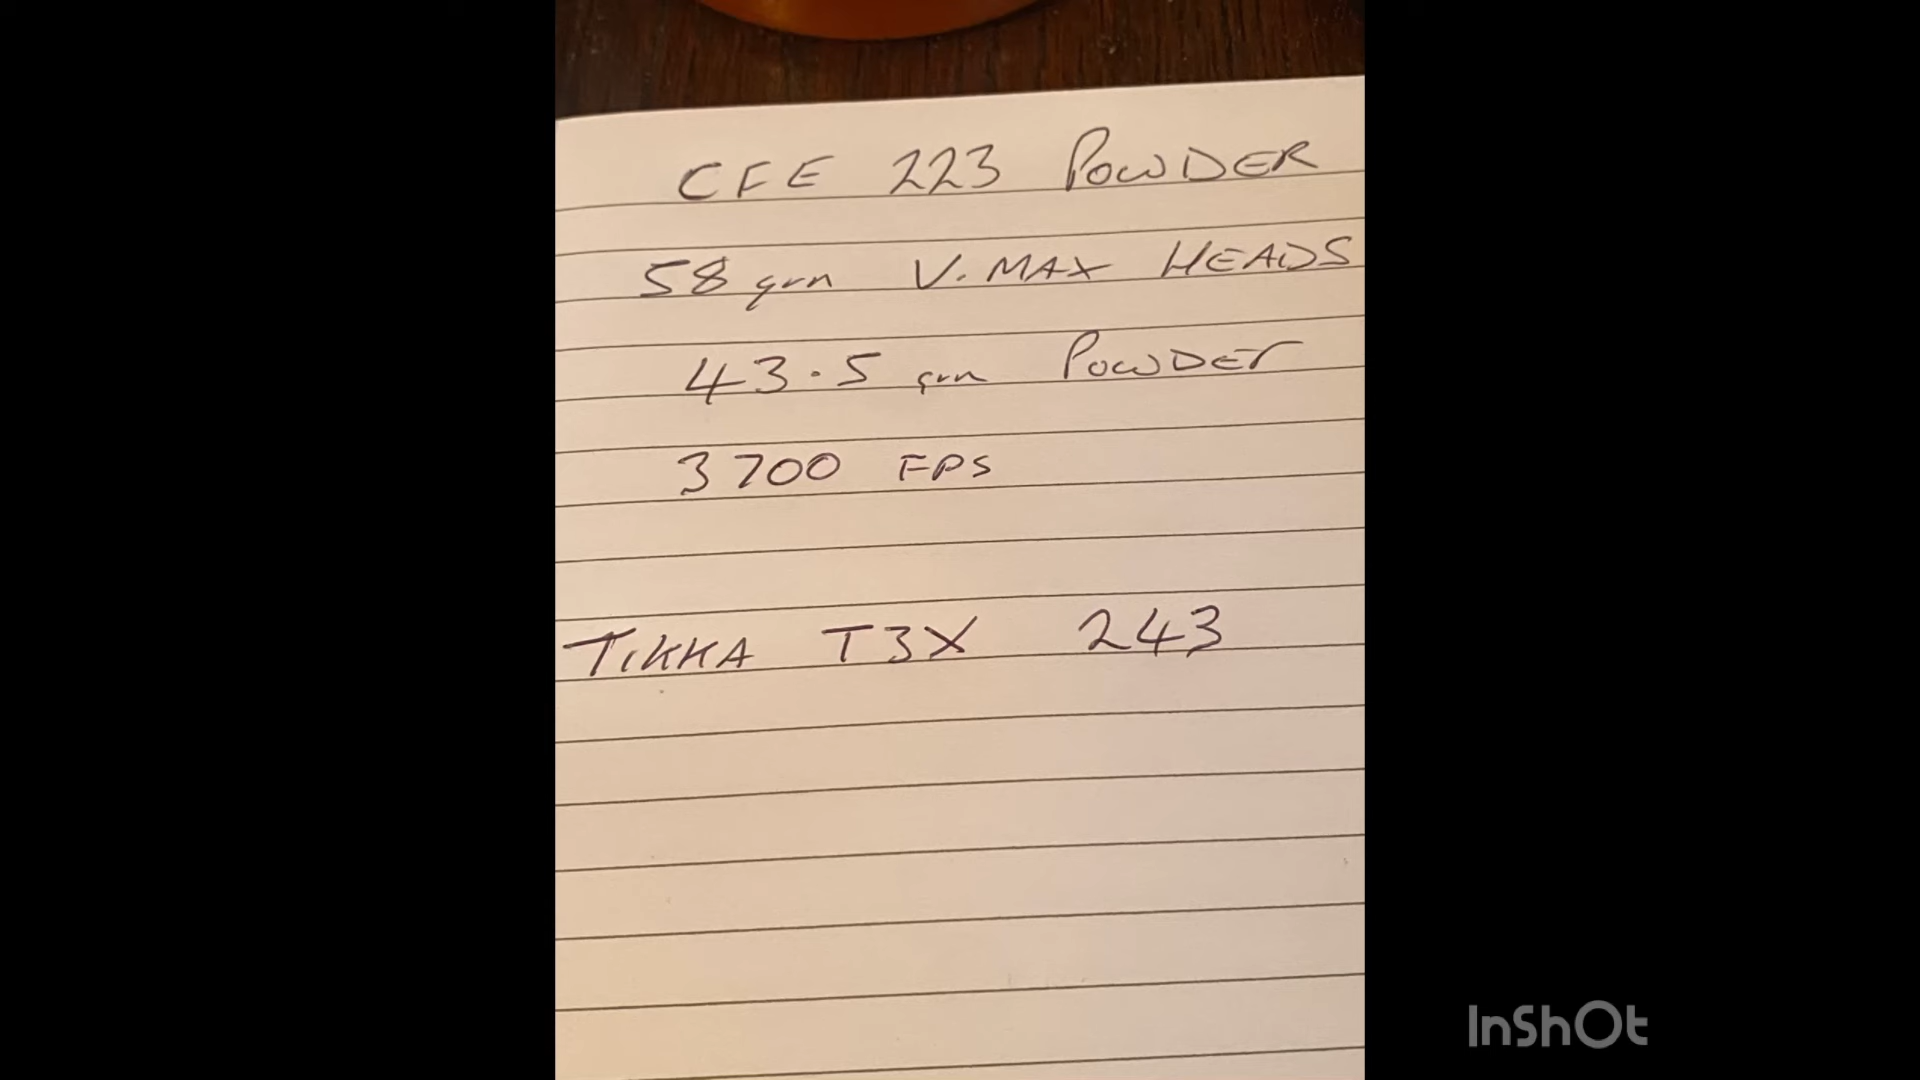 CFE 223 POWDER
58 grn V.MAX HEADS
43.5 grn POWDER
3700 FPS
TIKKA T3X 243
InShOt